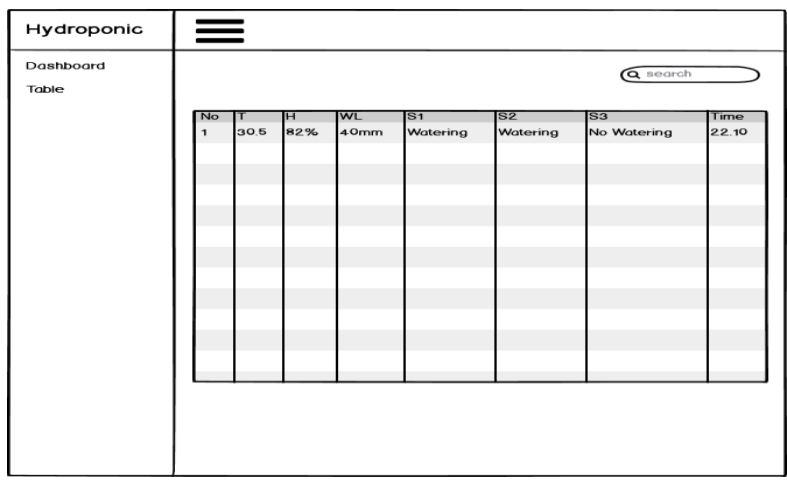 Hydroponic
Dashboard
Table
search
No T H WL S1 S2 S3 Time
1 30.5 82% 40mm Watering Watering No Watering 22.10